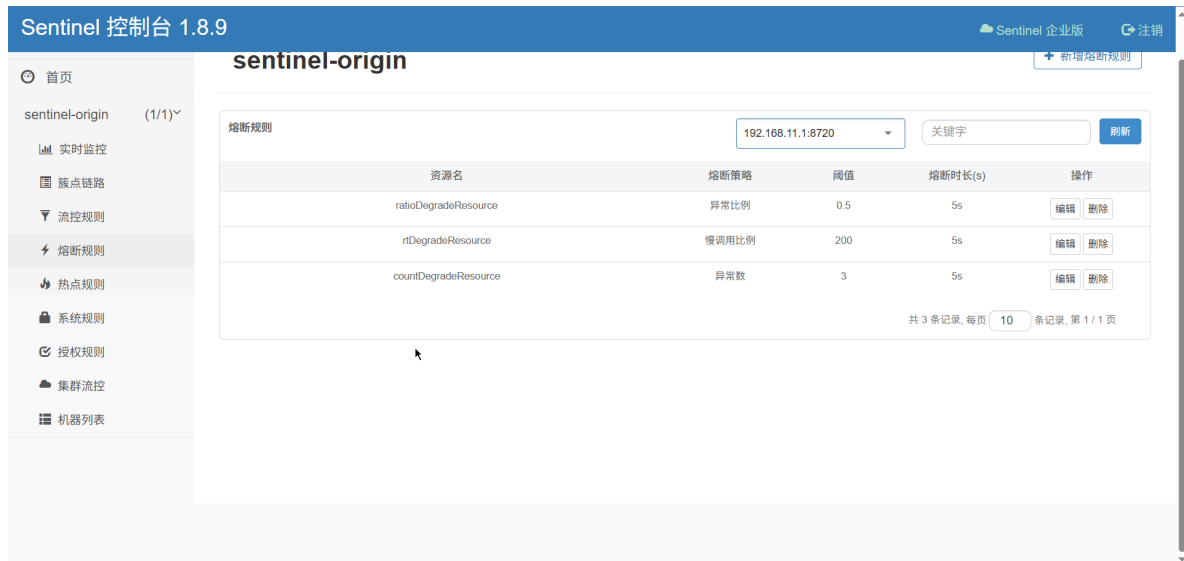 Sentinel 控制台 1.8.9
Sentinel 企业版 注销
首页
sentinel-origin
新增熔断规则
sentinel-origin (1/1)
实时监控
簇点链路
流控规则
熔断规则
热点规则
系统规则
授权规则
集群流控
机器列表
熔断规则 192.168.11.1:8720 关键字 刷新
资源名 熔断策略 阈值 熔断时长(s) 操作
ratioDegradeResource 异常比例 0.5 5s 编辑 删除
rtDegradeResource 慢调用比例 200 5s 编辑 删除
countDegradeResource 异常数 3 5s 编辑 删除
共 3 条记录, 每页 10 条记录, 第 1 / 1 页